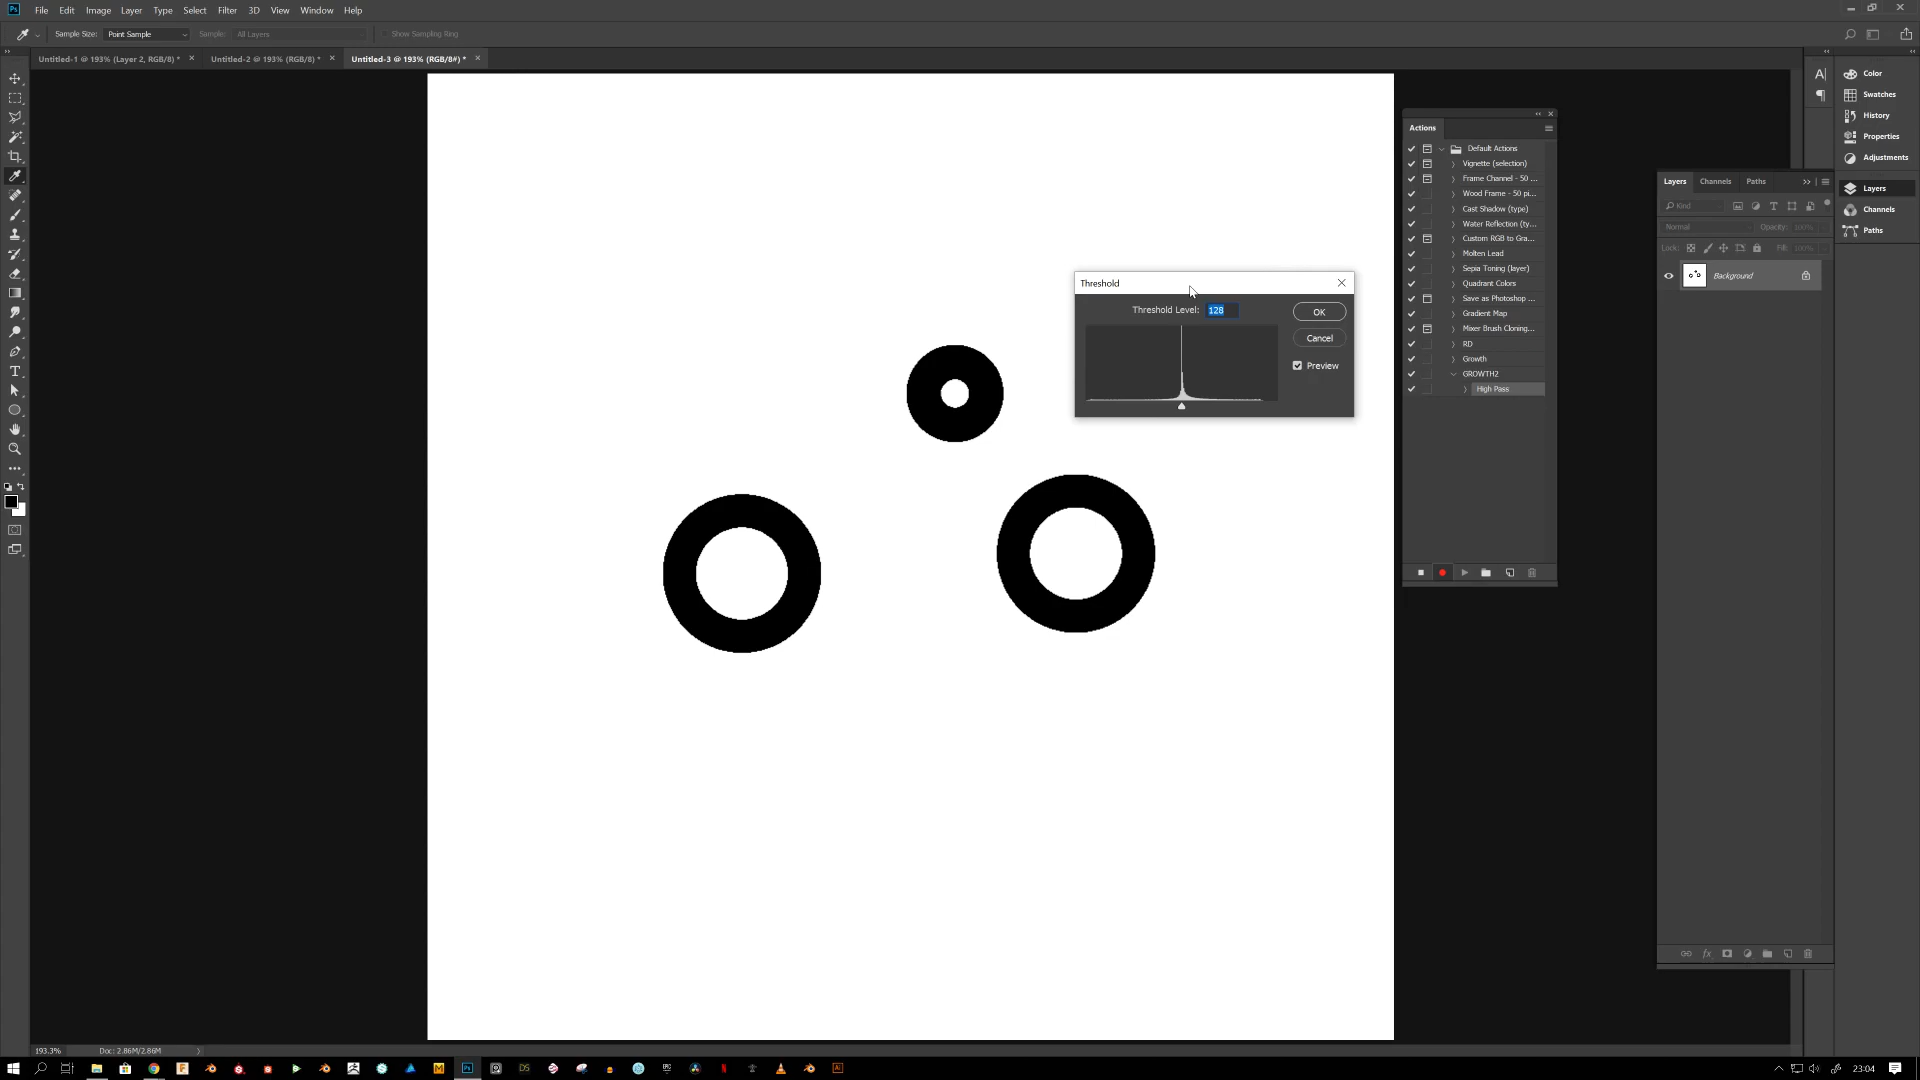 Ps File Edit Image Layer Type Select Filter 3D View Window Help
Sample Size: Point Sample Sample: All Layers Show Sampling Ring
Untitled-1 @ 193% (Layer 2, RGB/8) * Untitled-2 @ 193% (RGB/8) * Untitled-3 @ 193% (RGB/8#) *
Color
Swatches
History
Properties
Adjustments
Layers
Channels
Paths
Actions
Default Actions
Vignette (selection)
Frame Channel - 50 ...
Wood Frame - 50 pi...
Cast Shadow (type)
Water Reflection (ty...
Custom RGB to Gra...
Molten Lead
Sepia Toning (layer)
Quadrant Colors
Save as Photoshop ...
Gradient Map
Mixer Brush Cloning...
RD
Growth
GROWTH2
High Pass
Layers Channels Paths
Kind
Normal Opacity: 100%
Lock: Fill: 100%
Background
Threshold
Threshold Level: 128
OK
Cancel
Preview
193.3% Doc: 2.86M/2.86M
23:04